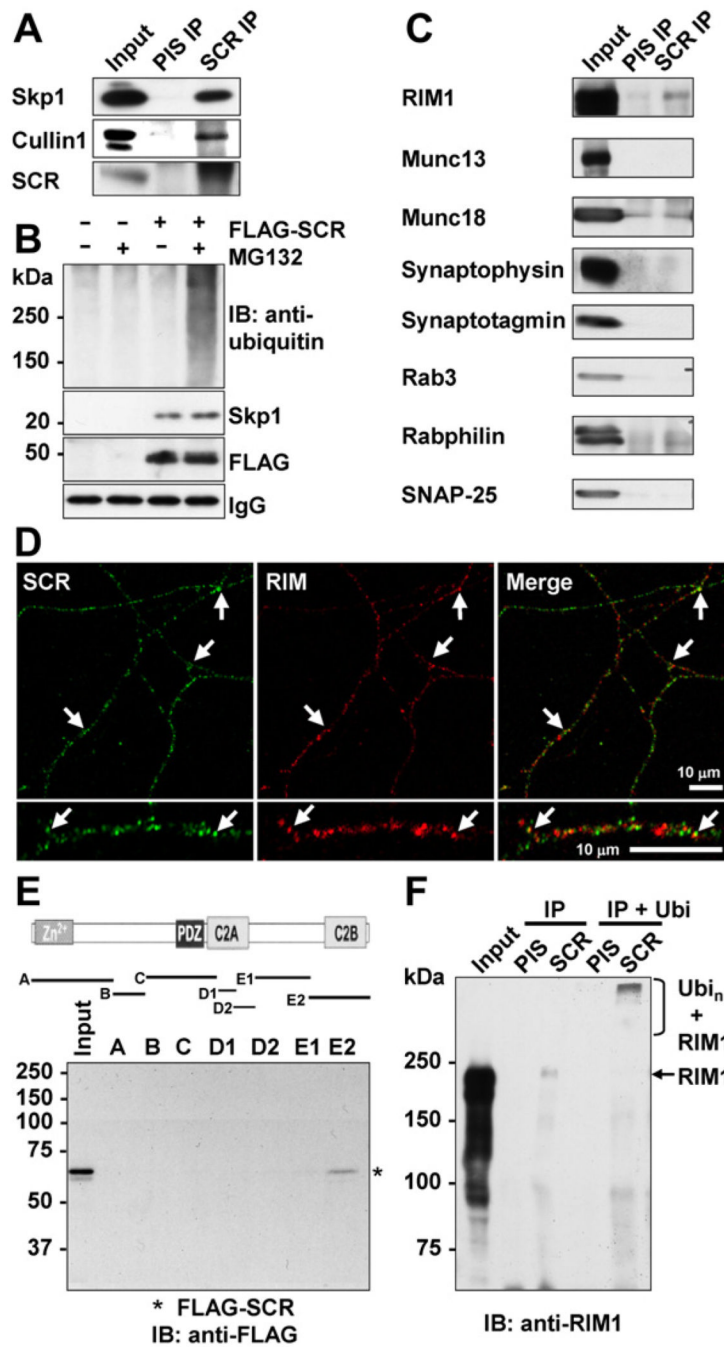 A
Input PIS IP SCR IP
Skp1
Cullin1
SCR
B
- - + + FLAG-SCR
- + - + MG132
kDa
250
150
IB: anti-
ubiquitin
20
Skp1
50
FLAG
IgG
C
Input PIS IP SCR IP
RIM1
Munc13
Munc18
Synaptophysin
Synaptotagmin
Rab3
Rabphilin
SNAP-25
D
SCR RIM Merge
10 μm
10 μm
E
Zn2+ PDZ C2A C2B
A B C D1 D2 E1 E2
Input A B C D1 D2 E1 E2
250
150
100
75
50
37
*
* FLAG-SCR
IB: anti-FLAG
F
IP IP + Ubi
Input PIS SCR PIS SCR
kDa
250
150
100
75
Ubin
+
RIM1
RIM1
IB: anti-RIM1